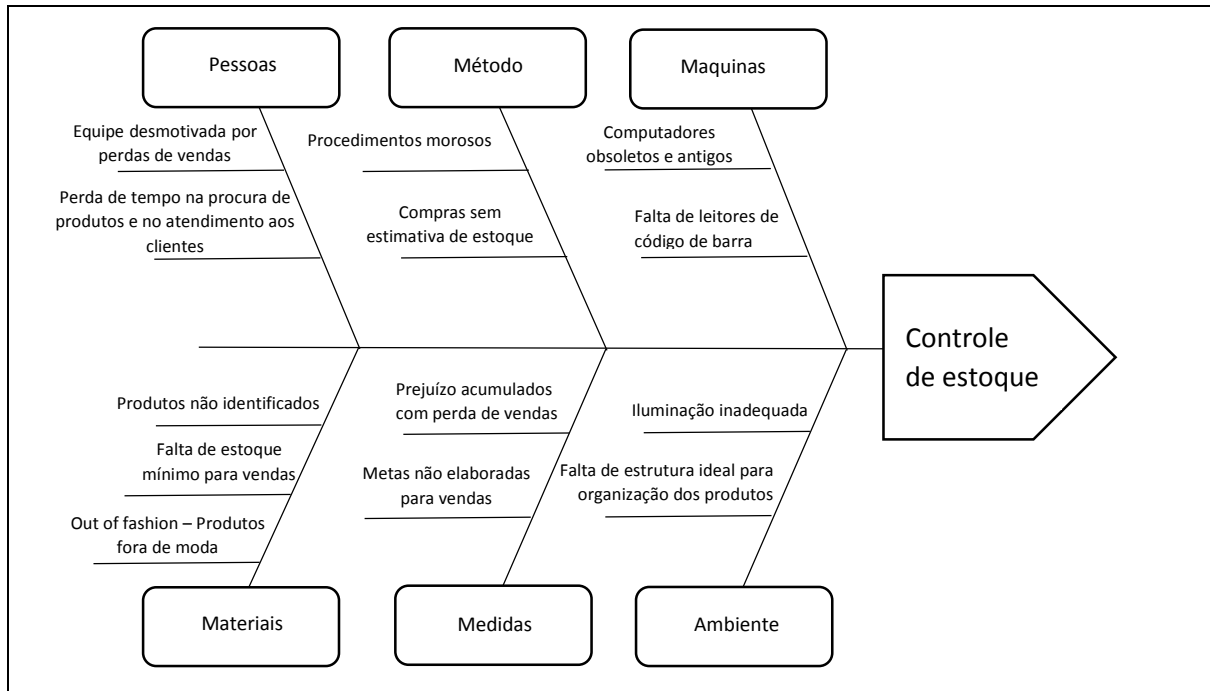 Pessoas
Método
Maquinas
Equipe desmotivada por
perdas de vendas
Perda de tempo na procura de
produtos e no atendimento aos
clientes
Procedimentos morosos
Compras sem
estimativa de estoque
Computadores
obsoletos e antigos
Falta de leitores de
código de barra
Controle
de estoque
Produtos não identificados
Falta de estoque
mínimo para vendas
Out of fashion – Produtos
fora de moda
Prejuízo acumulados
com perda de vendas
Metas não elaboradas
para vendas
Iluminação inadequada
Falta de estrutura ideal para
organização dos produtos
Materiais
Medidas
Ambiente